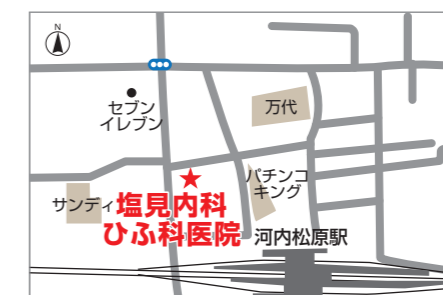 N
セブン
イレブン
万代
パチンコ
キング
サンディ
塩見内科
ひふ科医院
河内松原駅